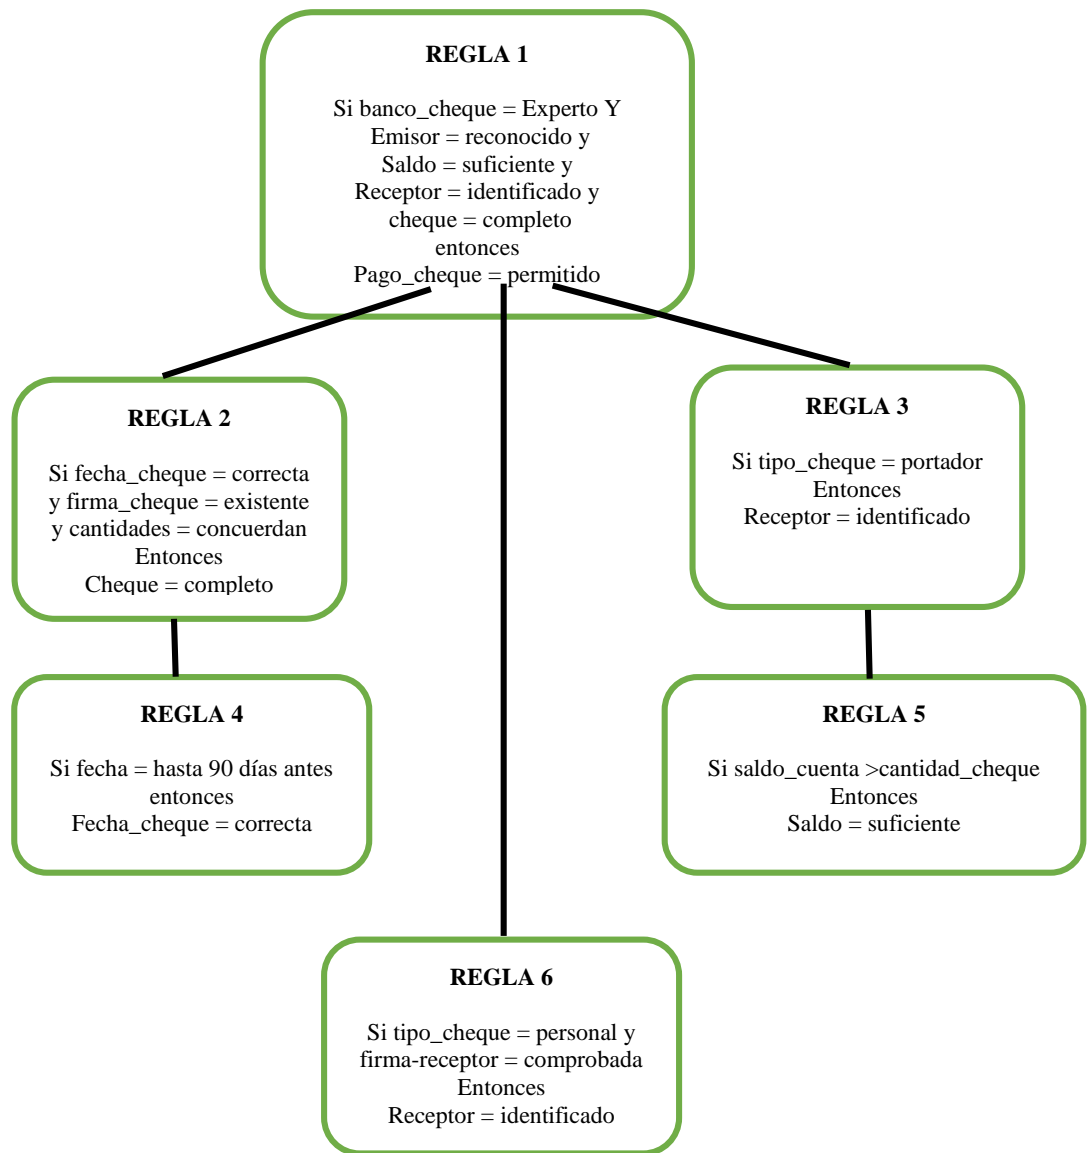 REGLA 1
Si banco_cheque = Experto Y
Emisor = reconocido y
Saldo = suficiente y
Receptor = identificado y
cheque = completo
entonces
Pago_cheque = permitido
REGLA 2
Si fecha_cheque = correcta
y firma_cheque = existente
y cantidades = concuerdan
Entonces
Cheque = completo
REGLA 3
Si tipo_cheque = portador
Entonces
Receptor = identificado
REGLA 4
Si fecha = hasta 90 días antes
entonces
Fecha_cheque = correcta
REGLA 5
Si saldo_cuenta >cantidad_cheque
Entonces
Saldo = suficiente
REGLA 6
Si tipo_cheque = personal y
firma-receptor = comprobada
Entonces
Receptor = identificado